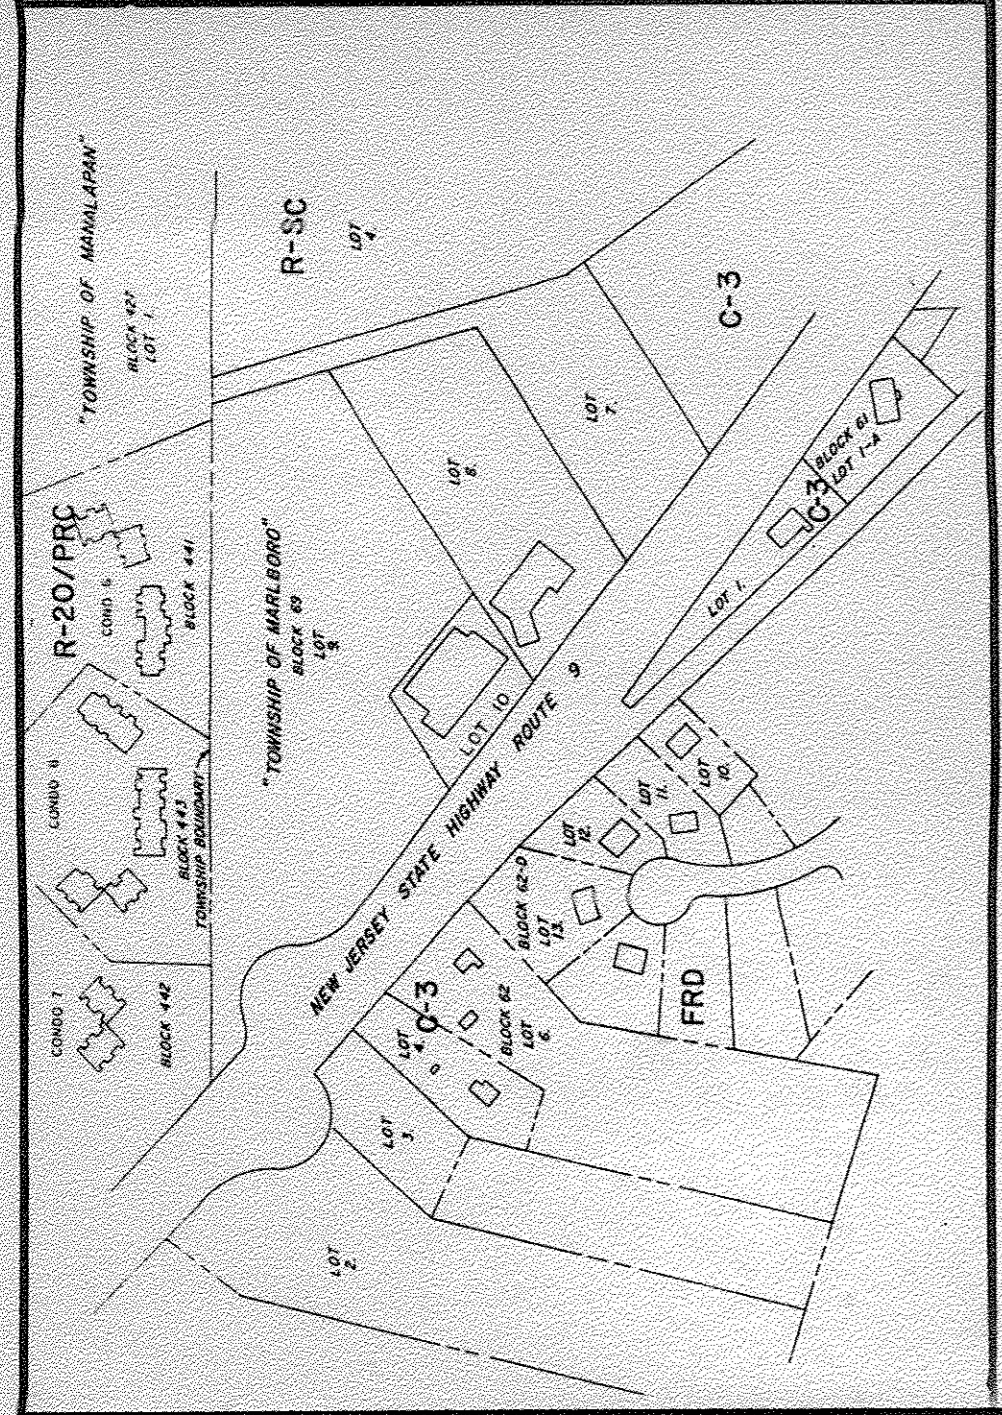 "TOWNSHIP OF MANALAPAN"
BLOCK 427
LOT 1.
R-SC
LOT
4.
R-20/PRC
COND 6
BLOCK 441
CONDO 8
BLOCK 443
TOWNSHIP BOUNDARY
CONDO 7
BLOCK 442
"TOWNSHIP OF MARLBORO"
BLOCK 69
LOT
9.
LOT
8.
LOT
7.
C-3
LOT 10
NEW JERSEY STATE HIGHWAY ROUTE 9
BLOCK 61
LOT 1-A
C-3
LOT 1.
LOT
10.
LOT
11.
LOT
12.
BLOCK 62-D
LOT
13.
FRD
C-3
BLOCK 62
LOT
6.
LOT
4.
LOT
3.
LOT
2.